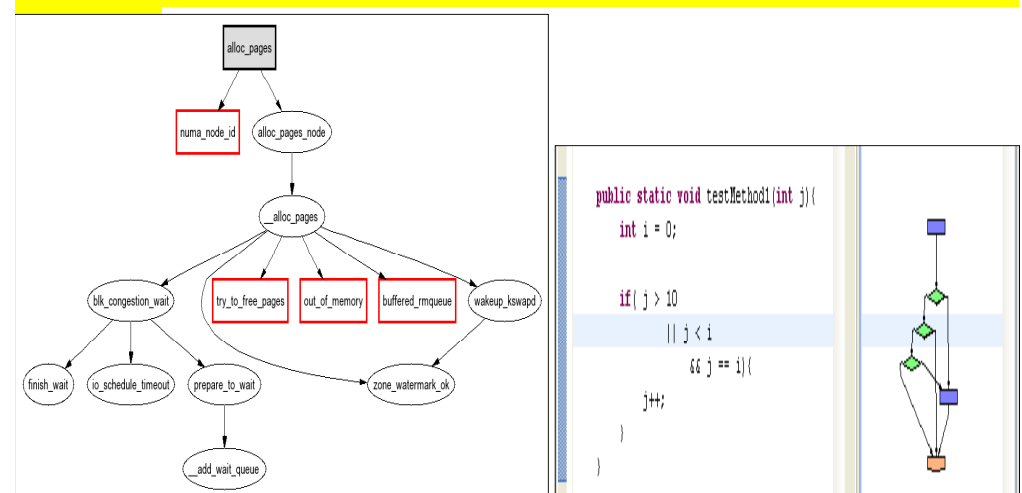 alloc_pages
numa_node_id
alloc_pages_node
__alloc_pages
blk_congestion_wait
try_to_free_pages
out_of_memory
buffered_rmqueue
wakeup_kswapd
finish_wait
io_schedule_timeout
prepare_to_wait
zone_watermark_ok
__add_wait_queue
public static void testMethod1(int j){
int i = 0;
if( j > 10
|| j < i
&& j == i){
j++;
}
}